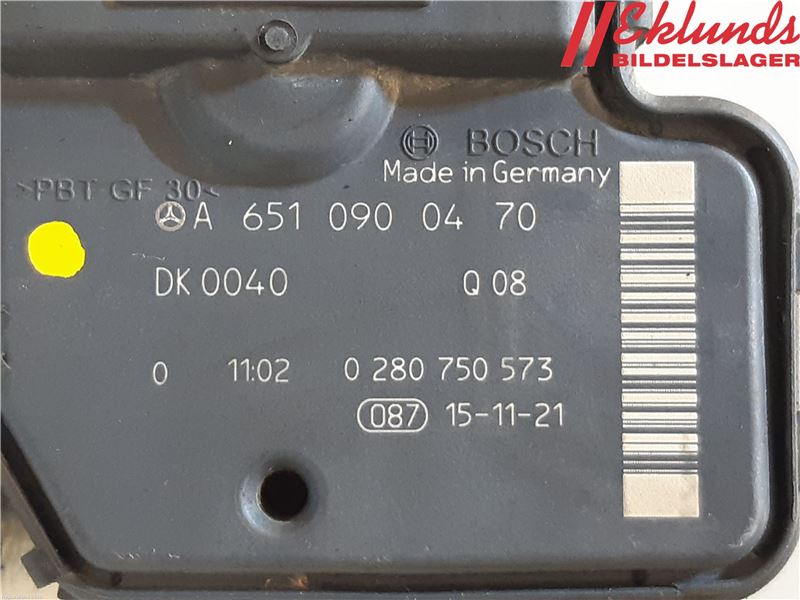 Eklunds
BILDELSLAGER
BOSCH
Made in Germany
>PBT GF 30<
A 651 090 04 70
DK 0040 Q 08
0 11:02 0 280 750 573
087 15-11-21